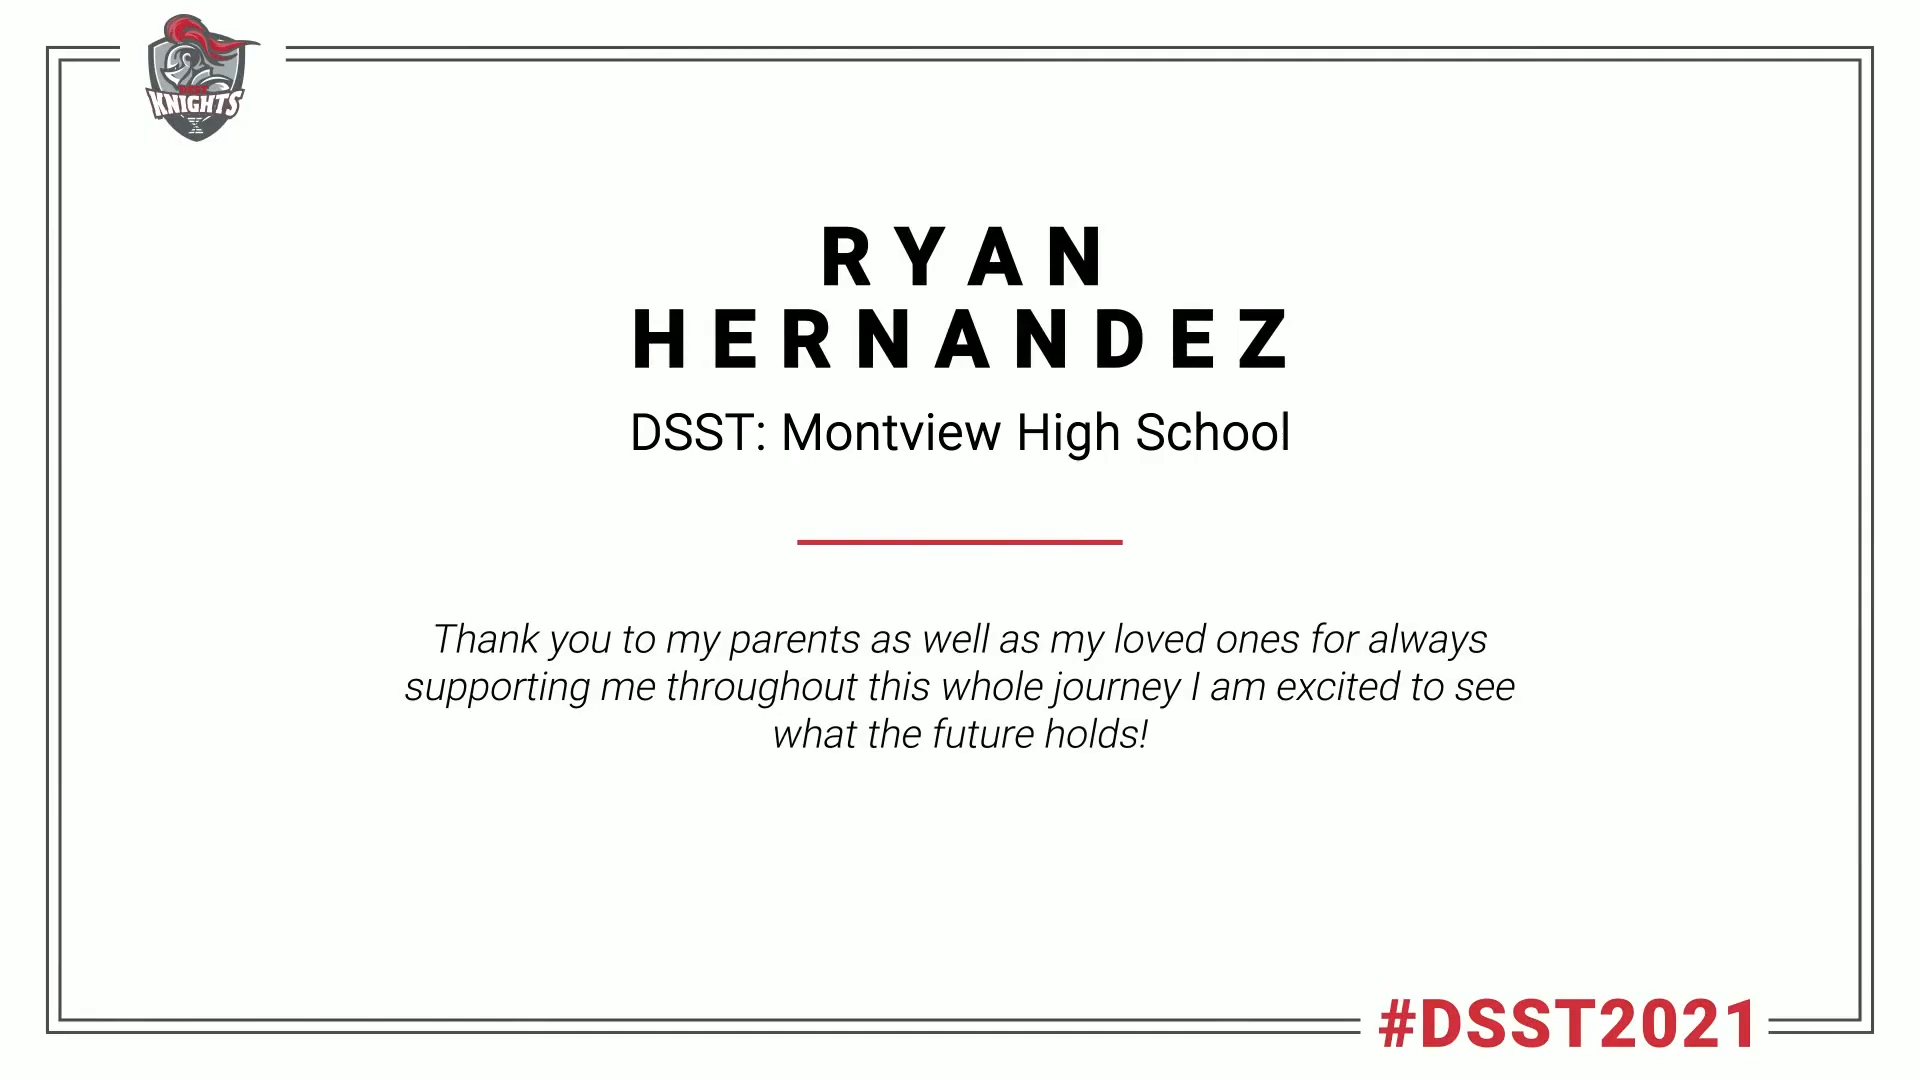 DSST
KNIGHTS
RYAN
HERNANDEZ
DSST: Montview High School
Thank you to my parents as well as my loved ones for always
supporting me throughout this whole journey I am excited to see
what the future holds!
#DSST2021